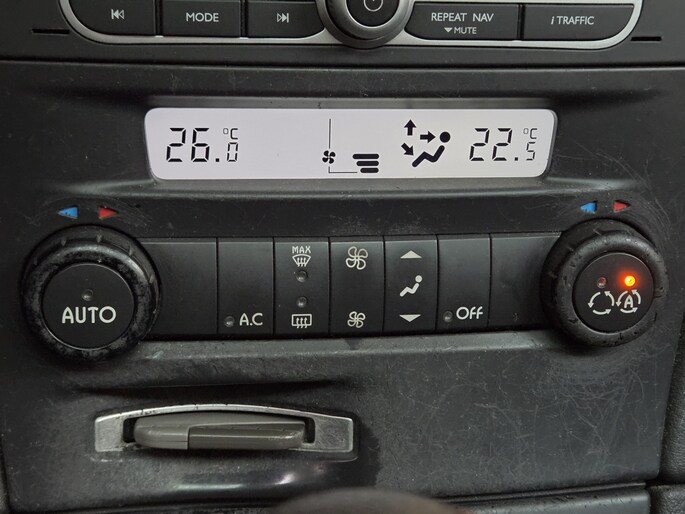 MODE
REPEAT NAV
MUTE
i TRAFFIC
26.0 °C
22.5 °C
MAX
AUTO
A.C
OFF
A